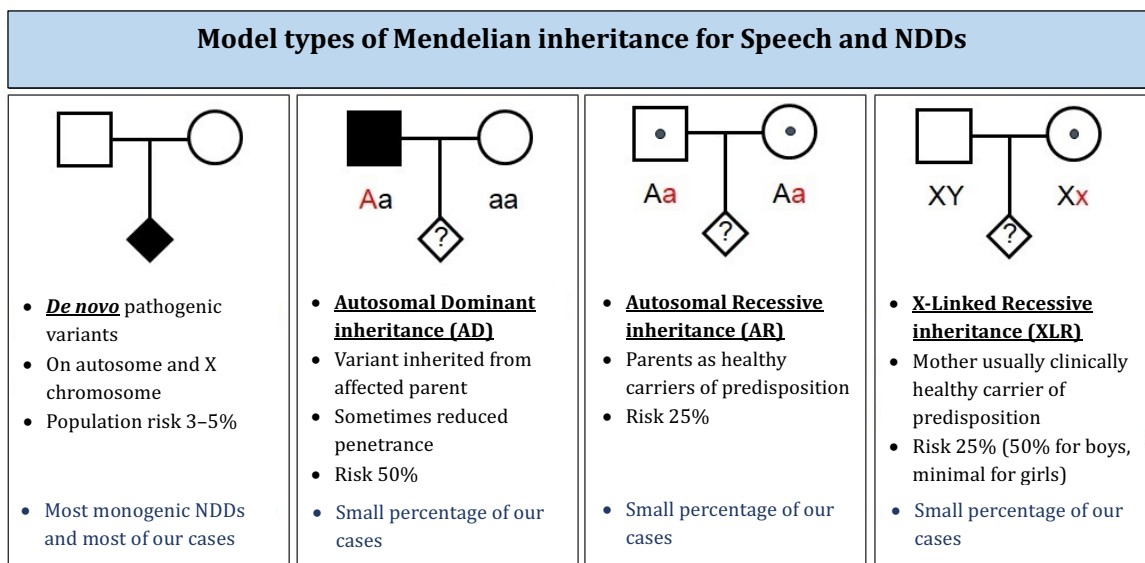 Model types of Mendelian inheritance for Speech and NDDs
• De novo pathogenic
variants
• On autosome and X
chromosome
• Population risk 3–5%
• Most monogenic NDDs
and most of our cases
Aa
aa
?
• Autosomal Dominant
inheritance (AD)
• Variant inherited from
affected parent
• Sometimes reduced
penetrance
• Risk 50%
• Small percentage of our
cases
Aa
Aa
?
• Autosomal Recessive
inheritance (AR)
• Parents as healthy
carriers of predisposition
• Risk 25%
• Small percentage of our
cases
XY
Xx
?
• X-Linked Recessive
inheritance (XLR)
• Mother usually clinically
healthy carrier of
predisposition
• Risk 25% (50% for boys,
minimal for girls)
• Small percentage of our
cases